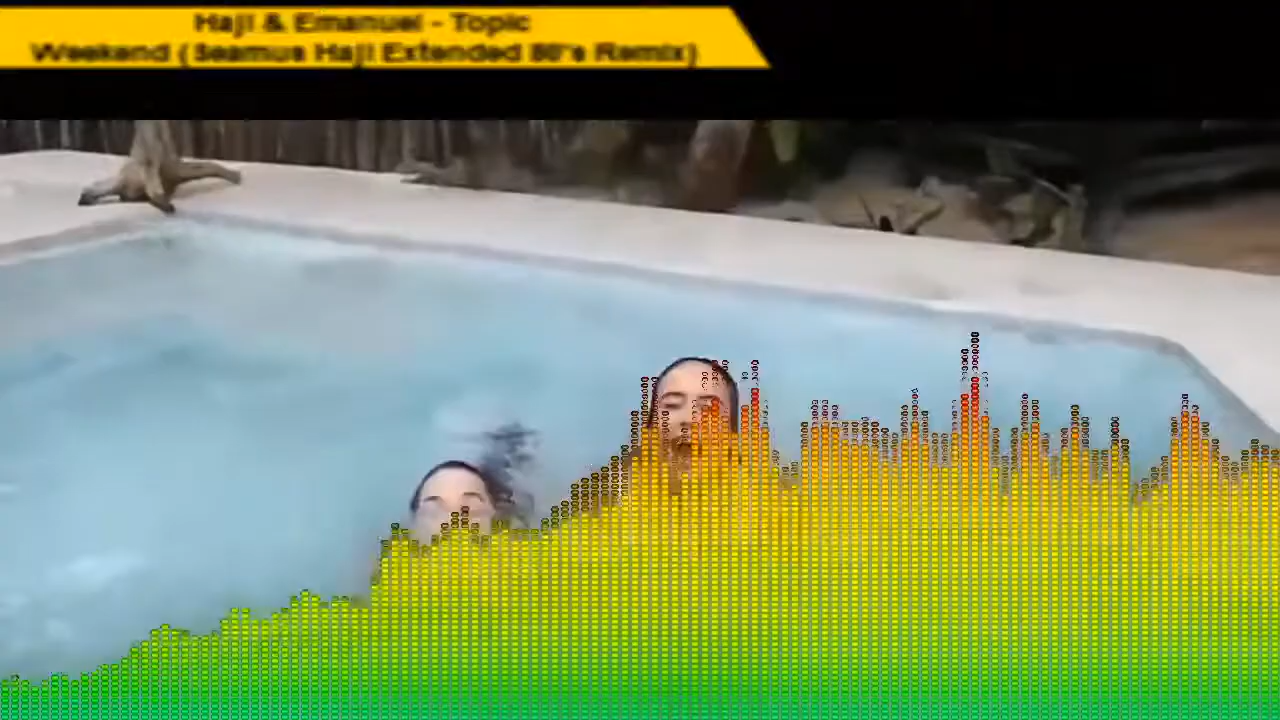 Haji & Emanuel - Topic
Weekend (Seamus Haji Extended 80's Remix)